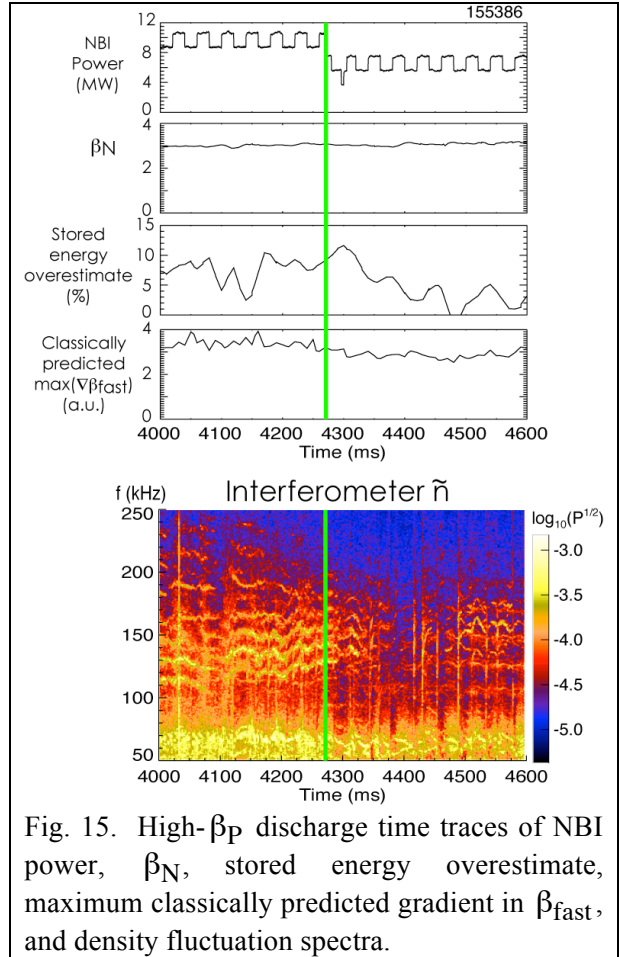 155386
NBI
Power
(MW)
12
8
4
0
βN
4
2
0
Stored
energy
overestimate
(%)
15
10
5
0
Classically
predicted
max(∇βfast)
(a.u.)
4
2
0
4000 4100 4200 4300 4400 4500 4600
Time (ms)
f (kHz) Interferometer ñ log10(P1/2)
250
200
150
100
50
-3.0
-3.5
-4.0
-4.5
-5.0
4000 4100 4200 4300 4400 4500 4600
Time (ms)
Fig. 15. High-βP discharge time traces of NBI
power, βN, stored energy overestimate,
maximum classically predicted gradient in βfast,
and density fluctuation spectra.